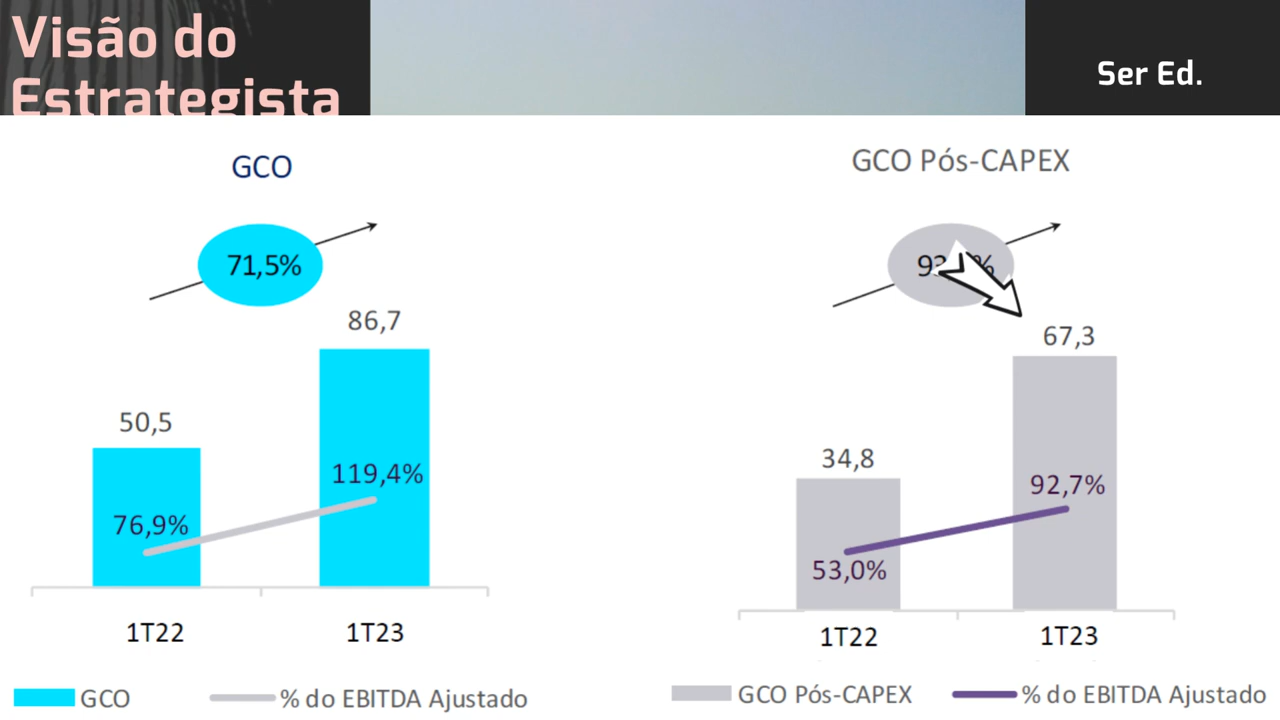 Visão do
Estrategista
Ser Ed.
GCO
71,5%
86,7
50,5
119,4%
76,9%
1T22 1T23
GCO % do EBITDA Ajustado
GCO Pós-CAPEX
67,3
34,8
92,7%
53,0%
1T22 1T23
GCO Pós-CAPEX % do EBITDA Ajustado